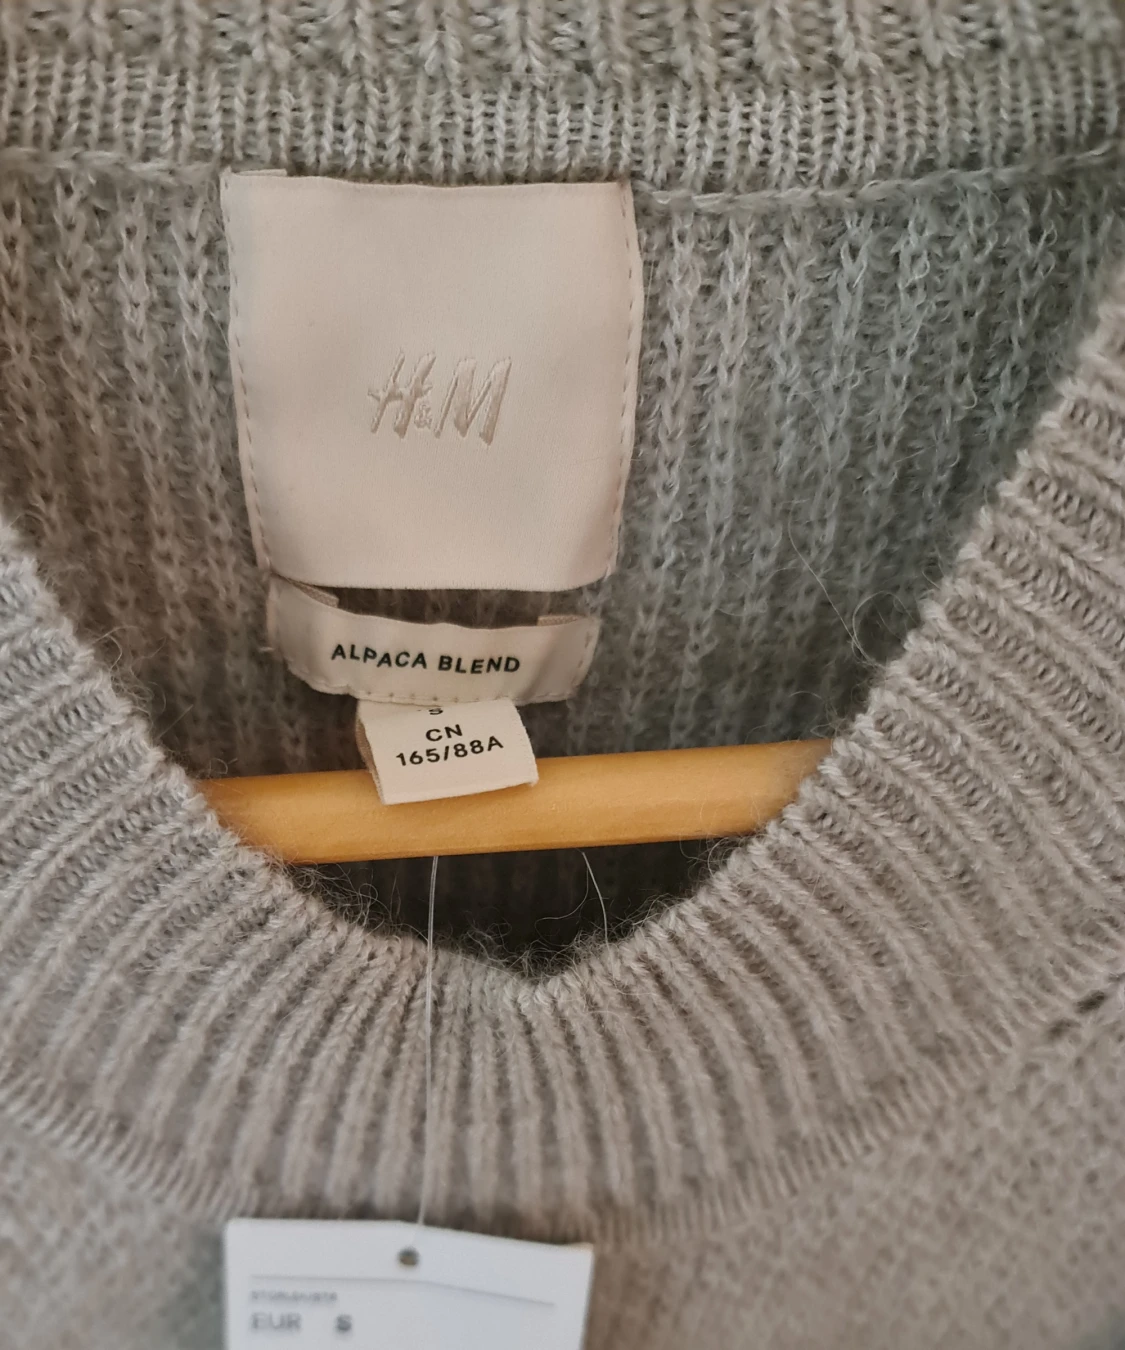 H&M
ALPACA BLEND
S
CN
165/88A
EUR S